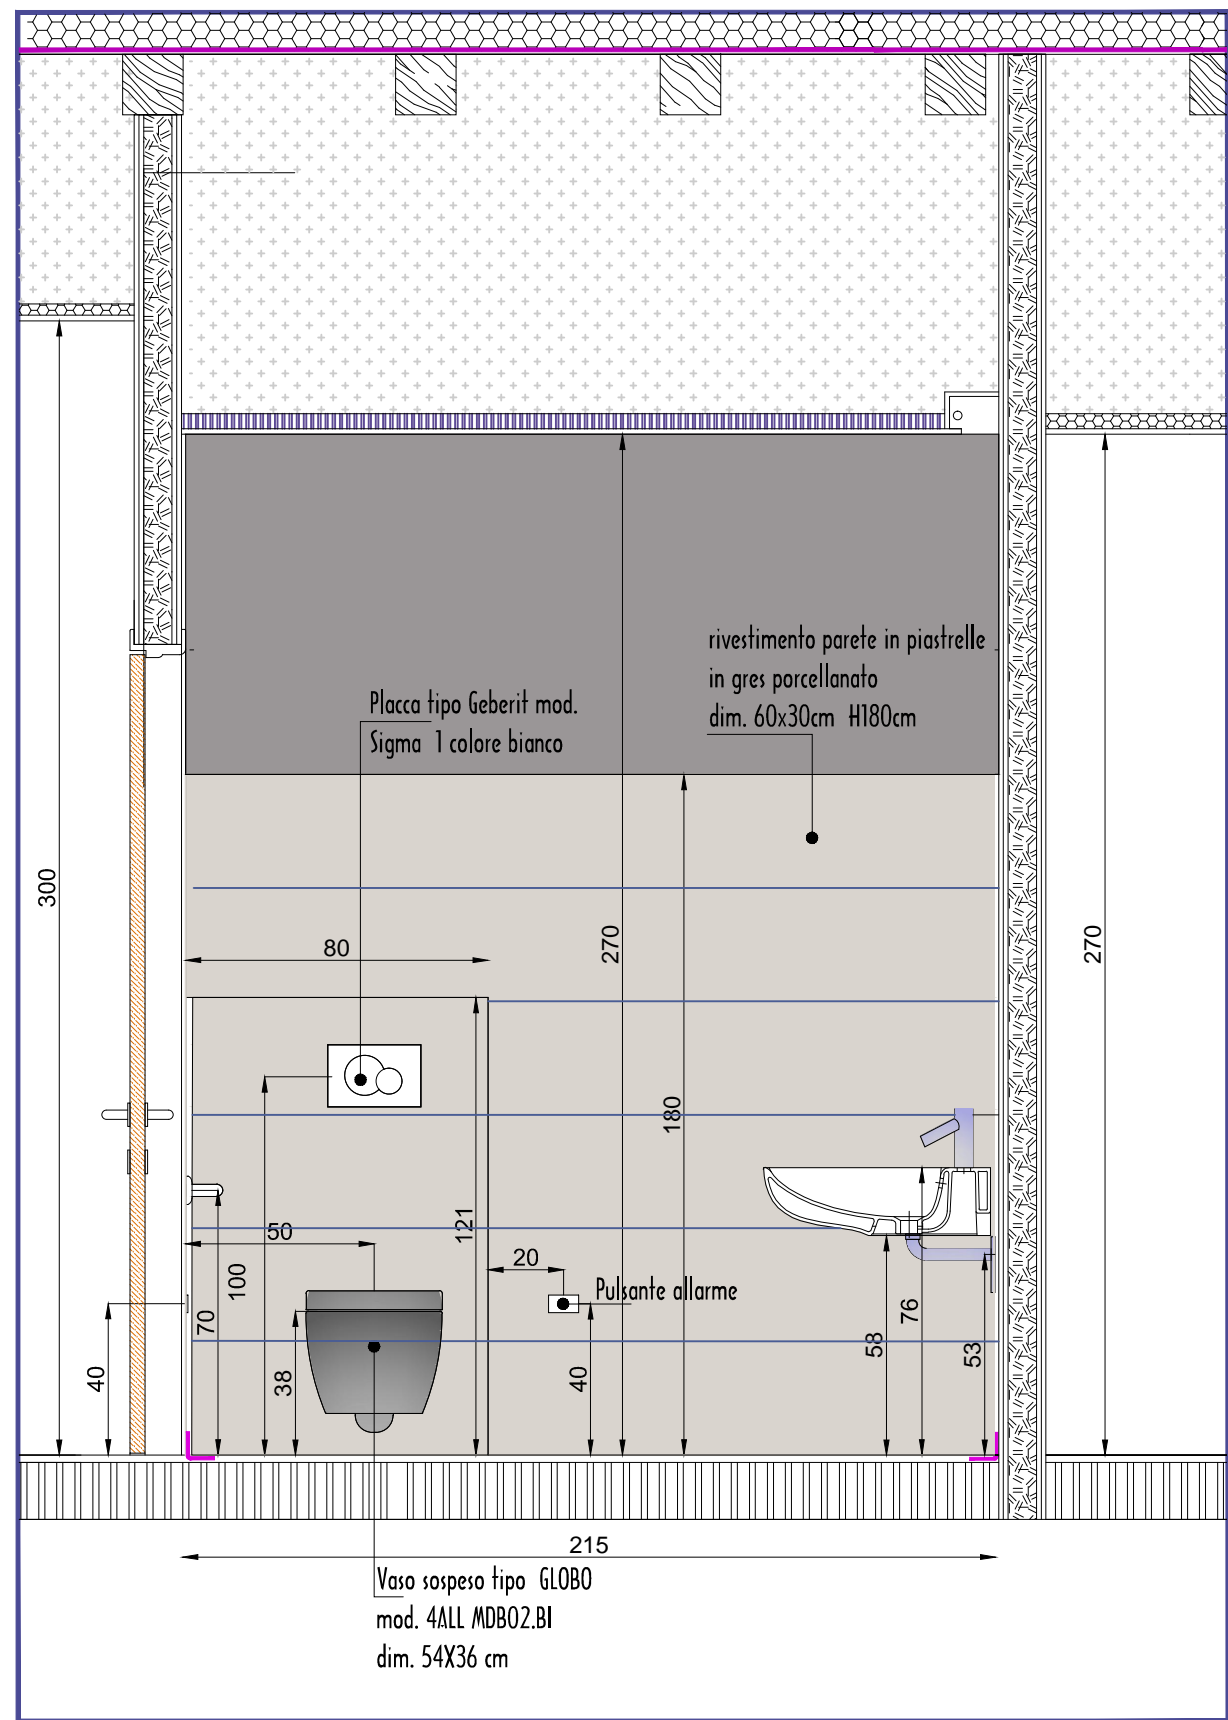 rivestimento parete in piastrelle
in gres porcellanato
dim. 60x30cm H180cm
Placca tipo Geberit mod.
Sigma 1 colore bianco
300
80
270
270
180
121
50
100
20
Pulsante allarme
70
40
38
40
58
76
53
215
Vaso sospeso tipo GLOBO
mod. 4ALL MDB02.BI
dim. 54X36 cm